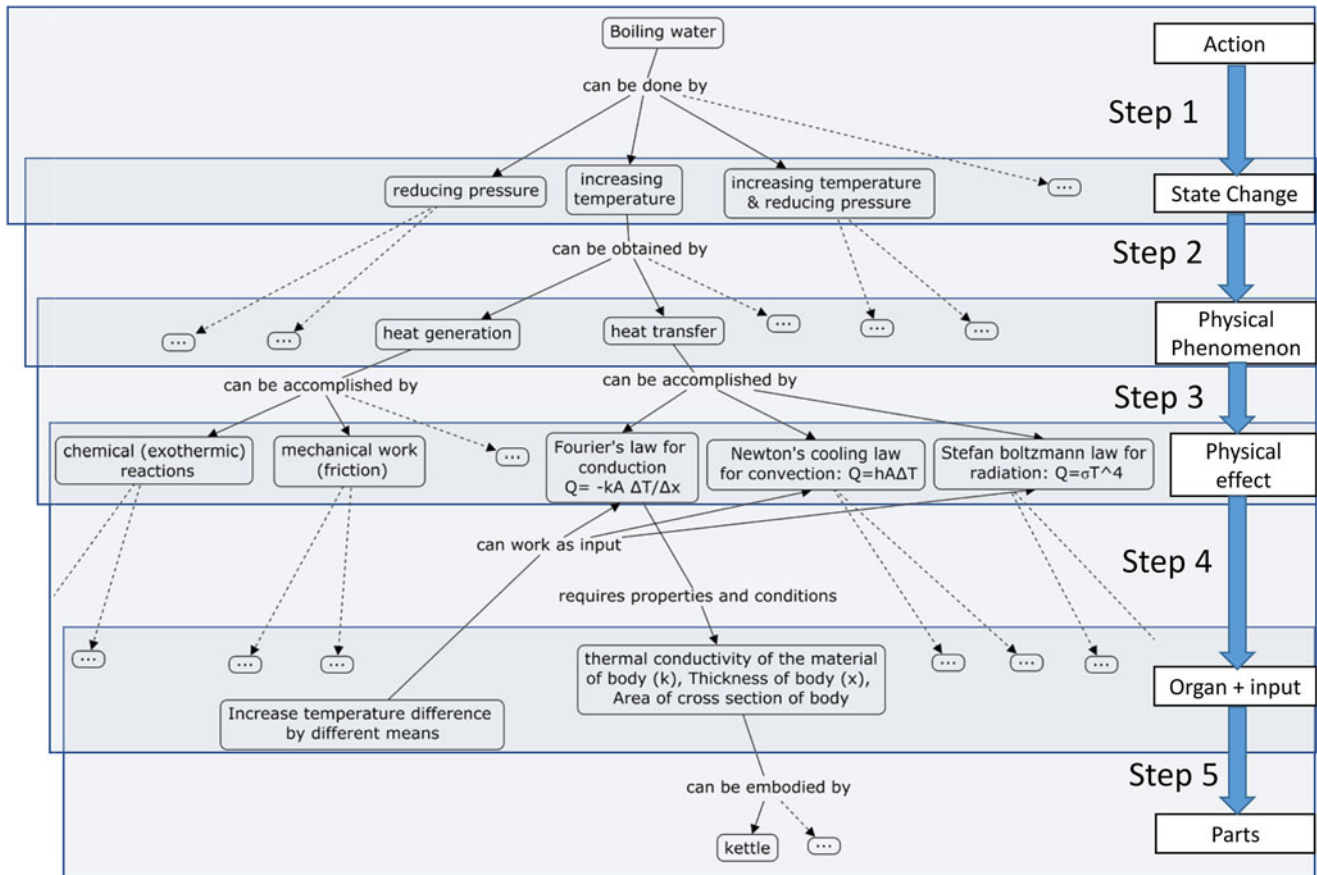 Boiling water
Action
can be done by
Step 1
reducing pressure
increasing
temperature
increasing temperature
& reducing pressure
...
State Change
can be obtained by
Step 2
...
...
heat generation
heat transfer
...
...
...
Physical
Phenomenon
can be accomplished by
can be accomplished by
Step 3
chemical (exothermic)
reactions
mechanical work
(friction)
...
Fourier's law for
conduction
Q= -kA ΔT/Δx
Newton's cooling law
for convection: Q=hAΔT
Stefan boltzmann law for
radiation: Q=σT^4
Physical
effect
can work as input
Step 4
requires properties and conditions
...
...
...
thermal conductivity of the material
of body (k), Thickness of body (x),
Area of cross section of body
...
...
...
Organ + input
Increase temperature difference
by different means
Step 5
can be embodied by
kettle
...
Parts